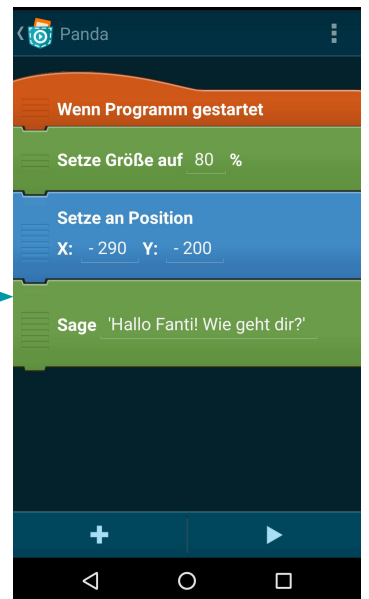 Panda
Wenn Programm gestartet
Setze Größe auf 80 %
Setze an Position
X: - 290 Y: - 200
Sage 'Hallo Fanti! Wie geht dir?'